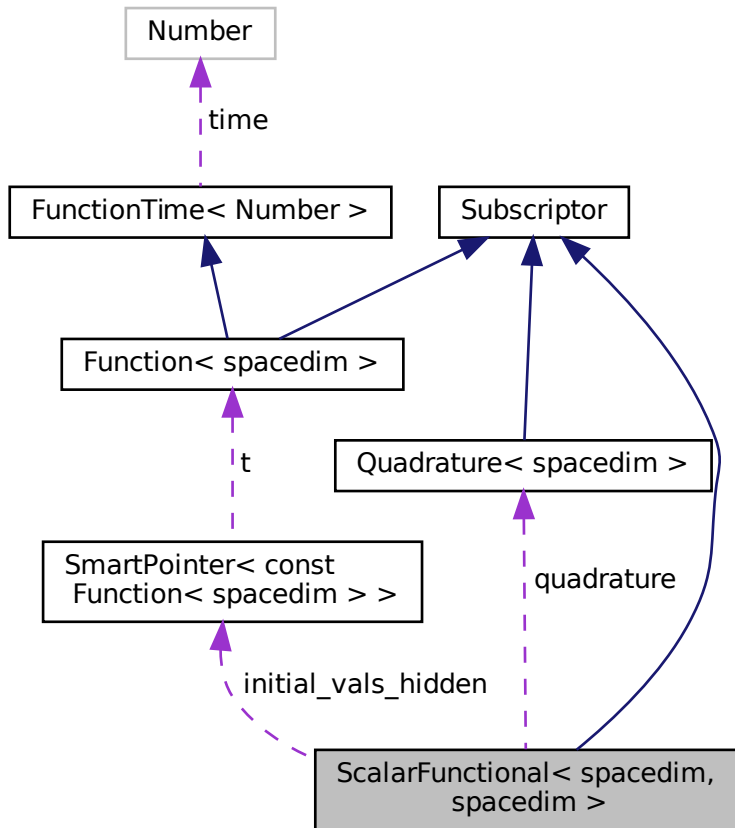 Number
time
FunctionTime< Number >
Subscriptor
Function< spacedim >
t
Quadrature< spacedim >
SmartPointer< const
Function< spacedim > >
quadrature
initial_vals_hidden
ScalarFunctional< spacedim,
spacedim >